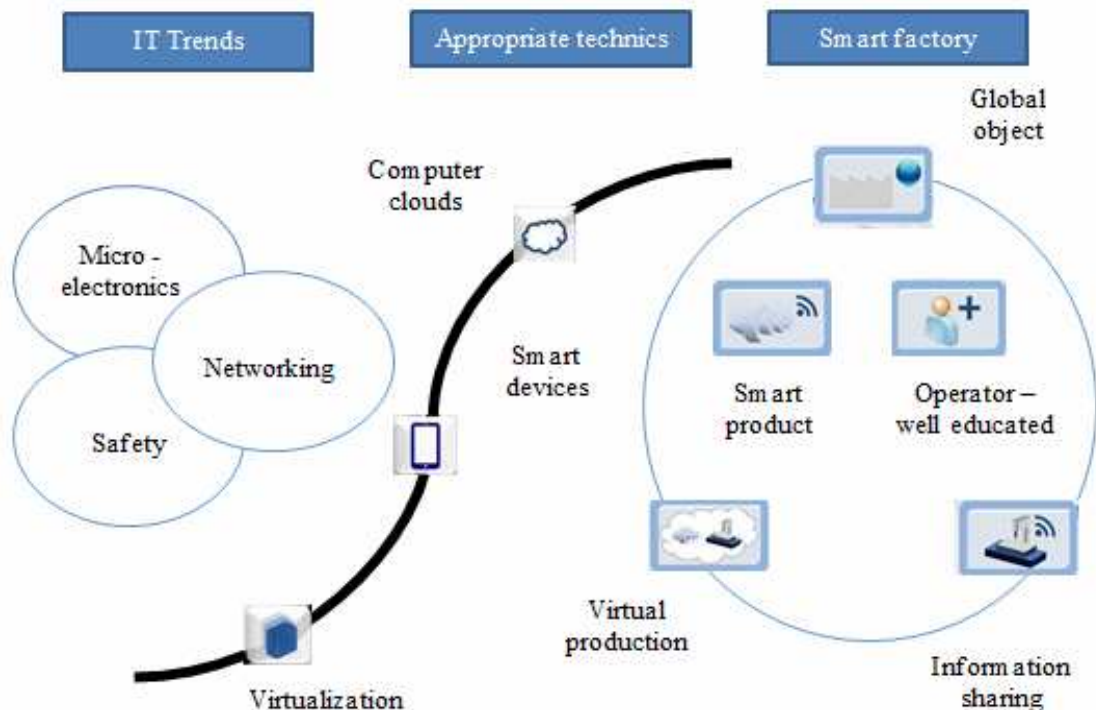 IT Trends
Appropriate technics
Smart factory
Global
object
Computer
clouds
Micro -
electronics
Networking
Safety
Smart
devices
Smart
product
Operator –
well educated
Virtual
production
Virtualization
Information
sharing